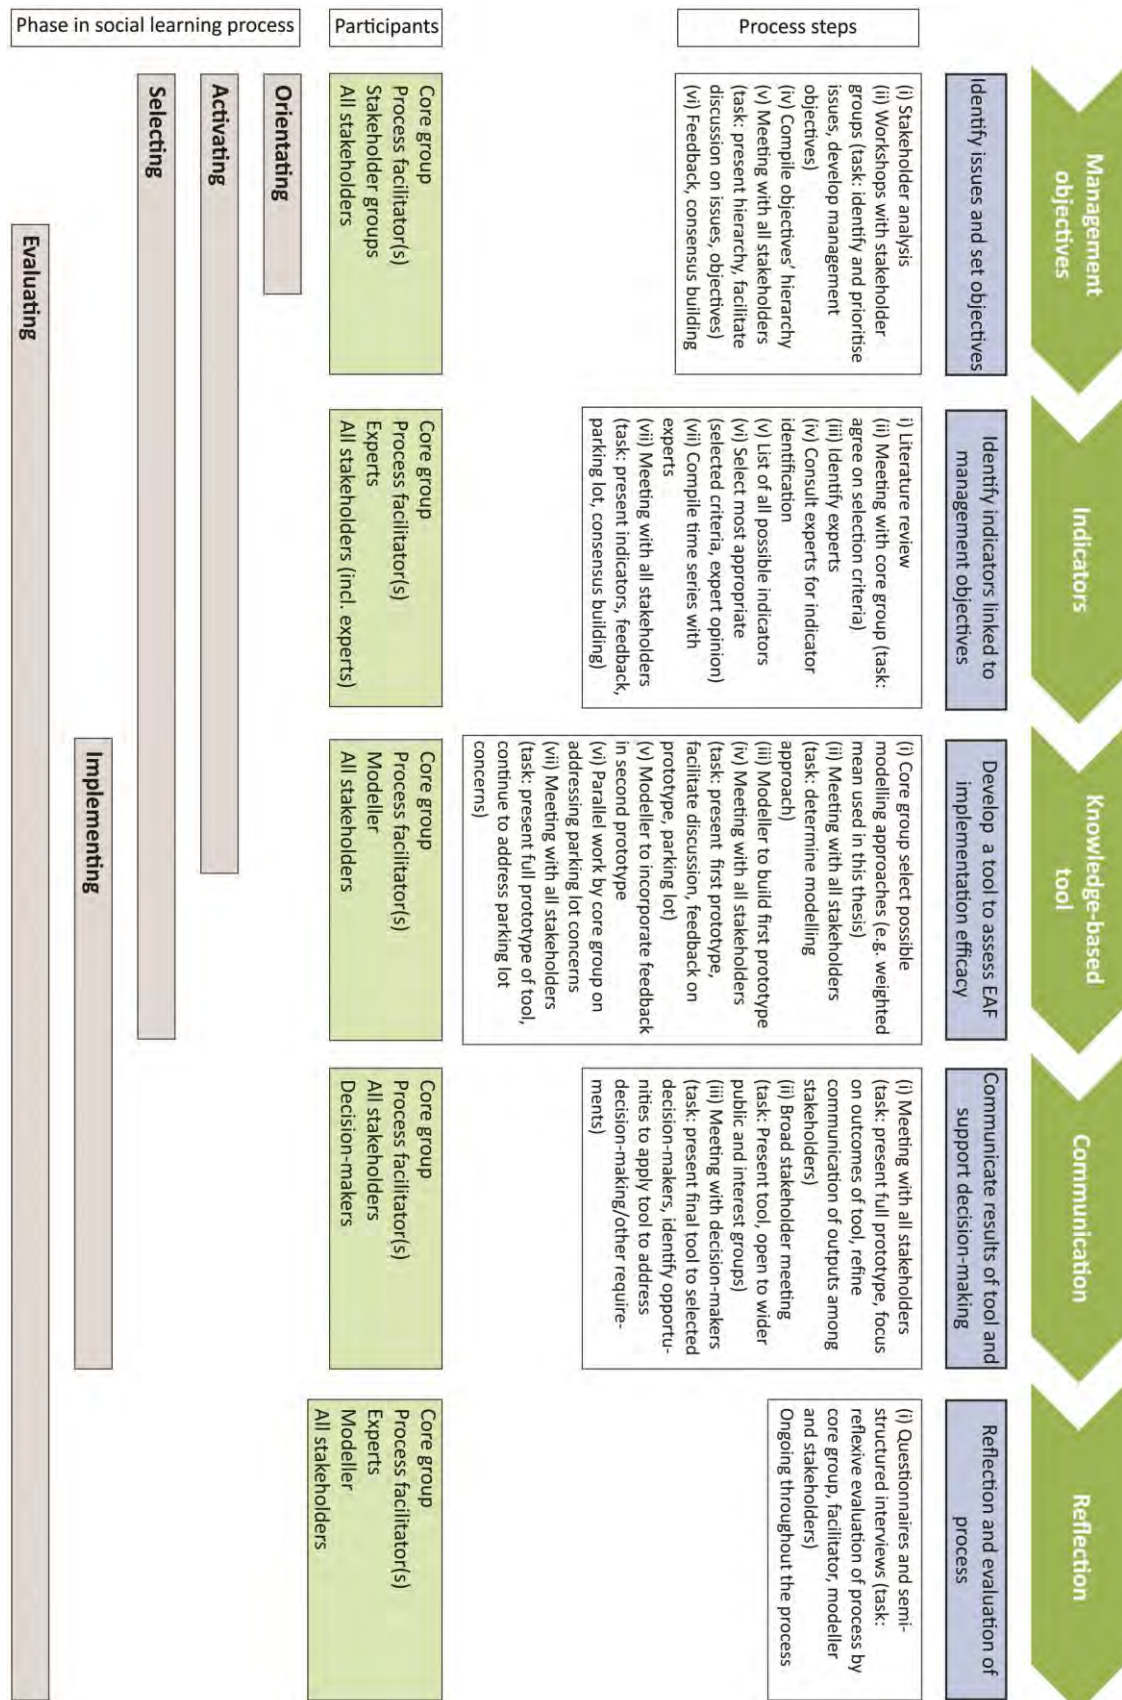 Management
objectives
Indicators
Knowledge-based
tool
Communication
Reflection
Identify issues and set objectives
Identify indicators linked to
management objectives
Develop a tool to assess EAF
implementation efficacy
Communicate results of tool and
support decision-making
Reflection and evaluation of
process
Process steps
(i) Stakeholder analysis
(ii) Workshops with stakeholder
groups (task: identify and prioritise
issues, develop management
objectives)
(iv) Compile objectives' hierarchy
(v) Meeting with all stakeholders
(task: present hierarchy, facilitate
discussion on issues, objectives)
(vi) Feedback, consensus building
i) Literature review
(ii) Meeting with core group (task:
agree on selection criteria)
(iii) Identify experts
(iv) Consult experts for indicator
identification
(v) List of all possible indicators
(vi) Select most appropriate
(selected criteria, expert opinion)
(vii) Compile time series with
experts
(vii) Meeting with all stakeholders
(task: present indicators, feedback,
parking lot, consensus building)
(i) Core group select possible
modelling approaches (e.g. weighted
mean used in this thesis)
(ii) Meeting with all stakeholders
(task: determine modelling
approach)
(iii) Modeller to build first prototype
(iv) Meeting with all stakeholders
(task: present first prototype,
facilitate discussion, feedback on
prototype, parking lot)
(v) Modeller to incorporate feedback
in second prototype
(vi) Parallel work by core group on
addressing parking lot concerns
(vii) Meeting with all stakeholders
(task: present full prototype of tool,
continue to address parking lot
concerns)
(i) Meeting with all stakeholders
(task: present full prototype, focus
on outcomes of tool, refine
communication of outputs among
stakeholders)
(ii) Broad stakeholder meeting
(task: Present tool, open to wider
public and interest groups)
(iii) Meeting with decision-makers
(task: present final tool to selected
decision-makers, identify opportu-
nities to apply tool to address
decision-making/other require-
ments)
(i) Questionnaires and semi-
structured interviews (task:
reflexive evaluation of process by
core group, facilitator, modeller
and stakeholders)
Ongoing throughout the process
Participants
Core group
Process facilitator(s)
Stakeholder groups
All stakeholders
Core group
Process facilitator(s)
Experts
All stakeholders (incl. experts)
Core group
Process facilitator(s)
Modeller
All stakeholders
Core group
Process facilitator(s)
All stakeholders
Decision-makers
Core group
Process facilitator(s)
Experts
Modeller
All stakeholders
Phase in social learning process
Orientating
Activating
Selecting
Implementing
Evaluating